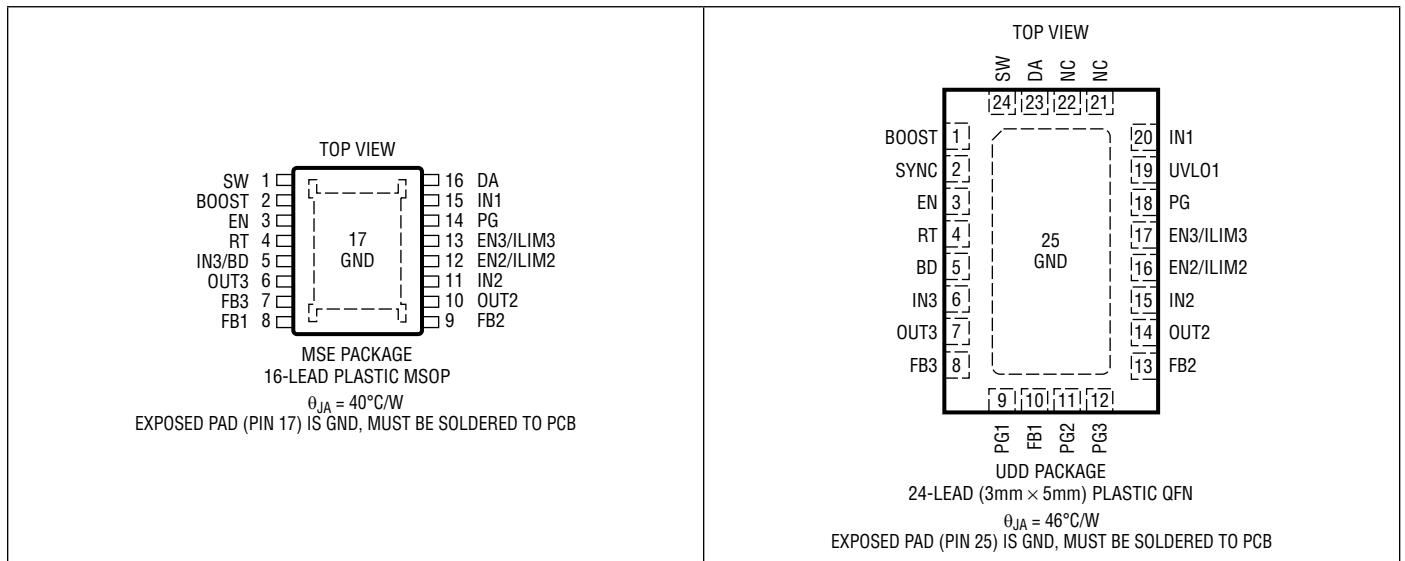 TOP VIEW
SW 1
BOOST 2
EN 3
RT 4
IN3/BD 5
OUT3 6
FB3 7
FB1 8
17
GND
16 DA
15 IN1
14 PG
13 EN3/ILIM3
12 EN2/ILIM2
11 IN2
10 OUT2
9 FB2
MSE PACKAGE
16-LEAD PLASTIC MSOP
θJA = 40°C/W
EXPOSED PAD (PIN 17) IS GND, MUST BE SOLDERED TO PCB
TOP VIEW
SW DA NC NC
24 23 22 21
BOOST 1
SYNC 2
EN 3
RT 4
BD 5
IN3 6
OUT3 7
FB3 8
25
GND
20 IN1
19 UVLO1
18 PG
17 EN3/ILIM3
16 EN2/ILIM2
15 IN2
14 OUT2
13 FB2
9 10 11 12
PG1 FB1 PG2 PG3
UDD PACKAGE
24-LEAD (3mm × 5mm) PLASTIC QFN
θJA = 46°C/W
EXPOSED PAD (PIN 25) IS GND, MUST BE SOLDERED TO PCB